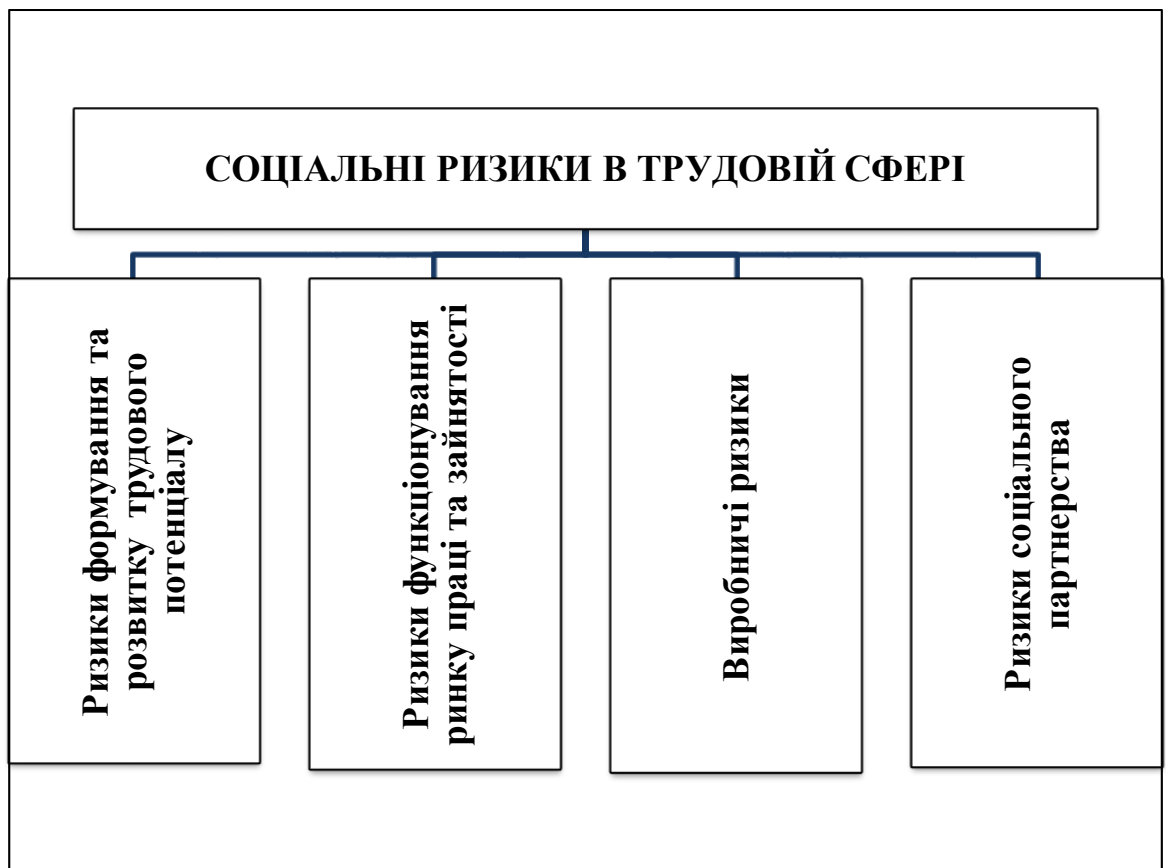 СОЦІАЛЬНІ РИЗИКИ В ТРУДОВІЙ СФЕРІ
Ризики формування та
розвитку трудового
потенціалу
Ризики функціонування
ринку праці та зайнятості
Виробничі ризики
Ризики соціального
партнерства